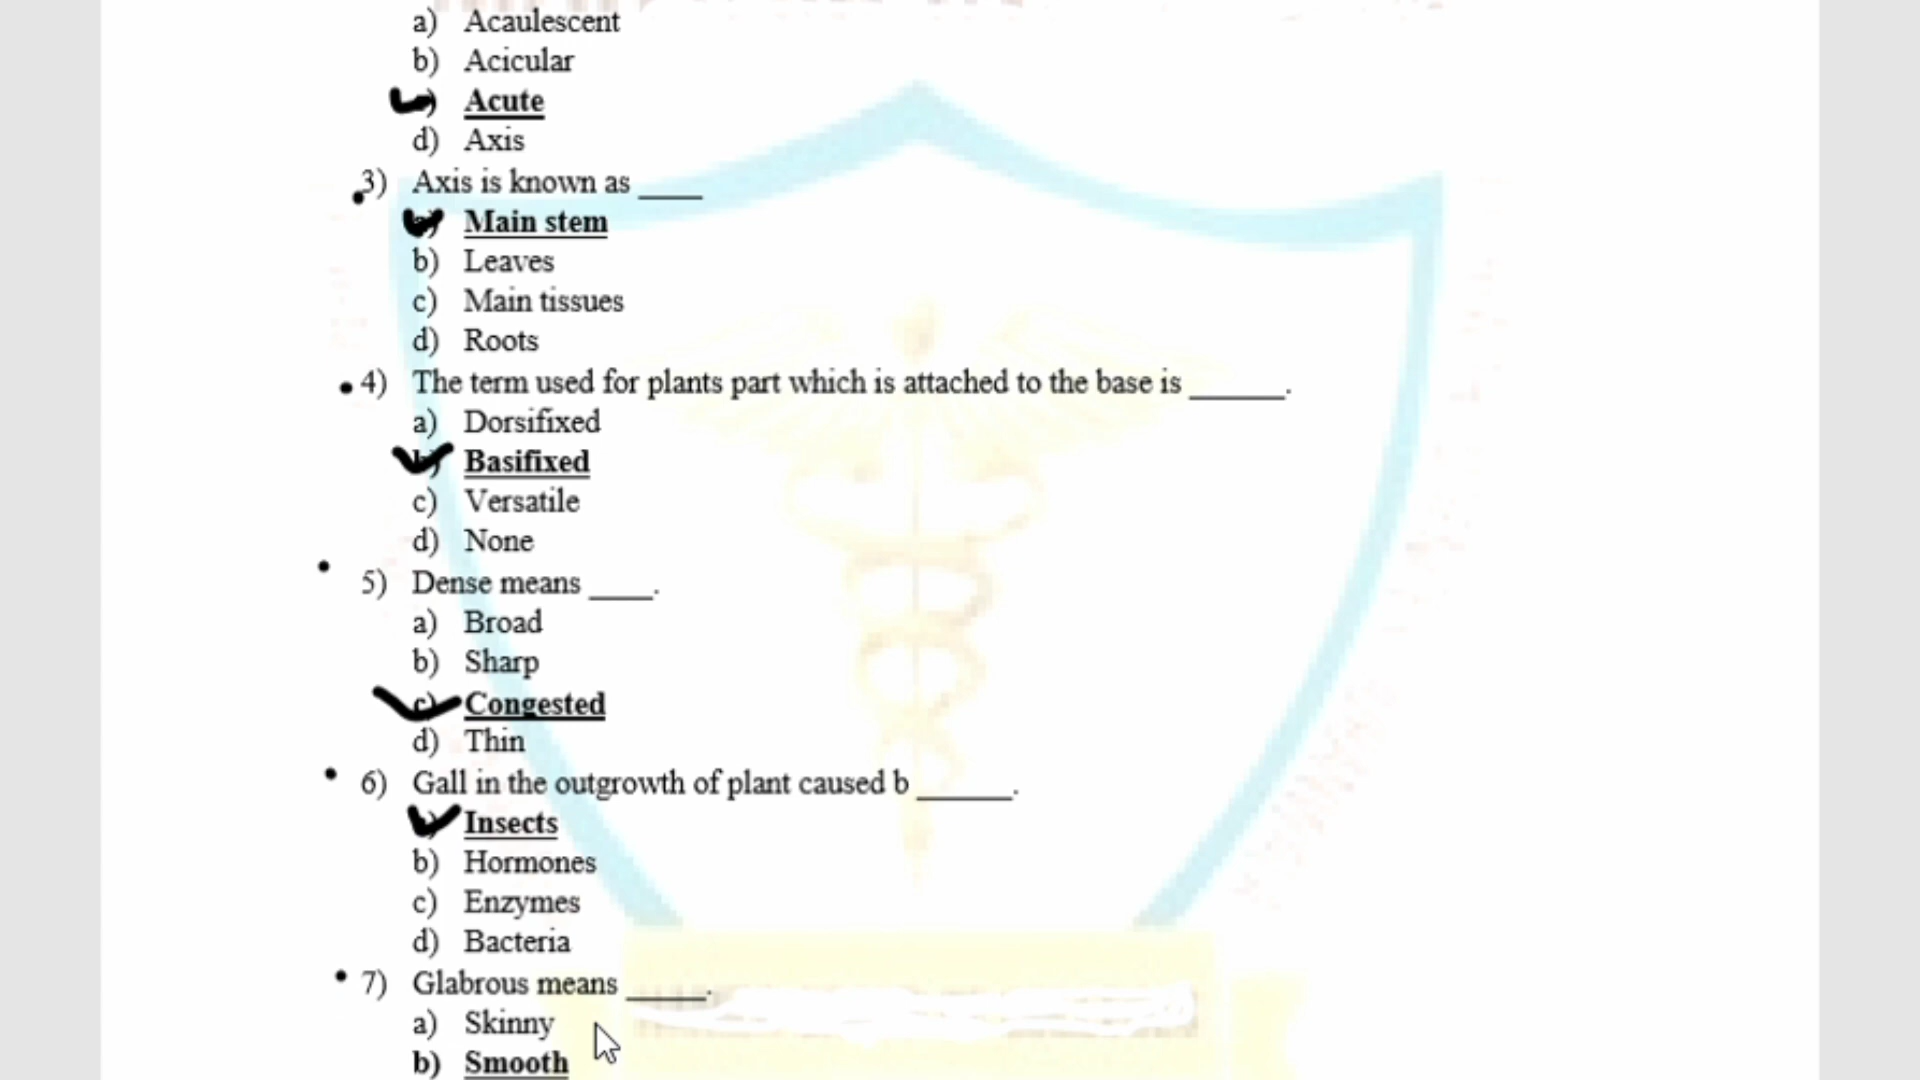 a) Acaulescent
b) Acicular
Acute
d) Axis
3) Axis is known as ____
Main stem
b) Leaves
c) Main tissues
d) Roots
4) The term used for plants part which is attached to the base is ______.
a) Dorsifixed
b) Basifixed
c) Versatile
d) None
5) Dense means ____.
a) Broad
b) Sharp
c) Congested
d) Thin
6) Gall in the outgrowth of plant caused b ______.
Insects
b) Hormones
c) Enzymes
d) Bacteria
7) Glabrous means _____.
a) Skinny
b) Smooth